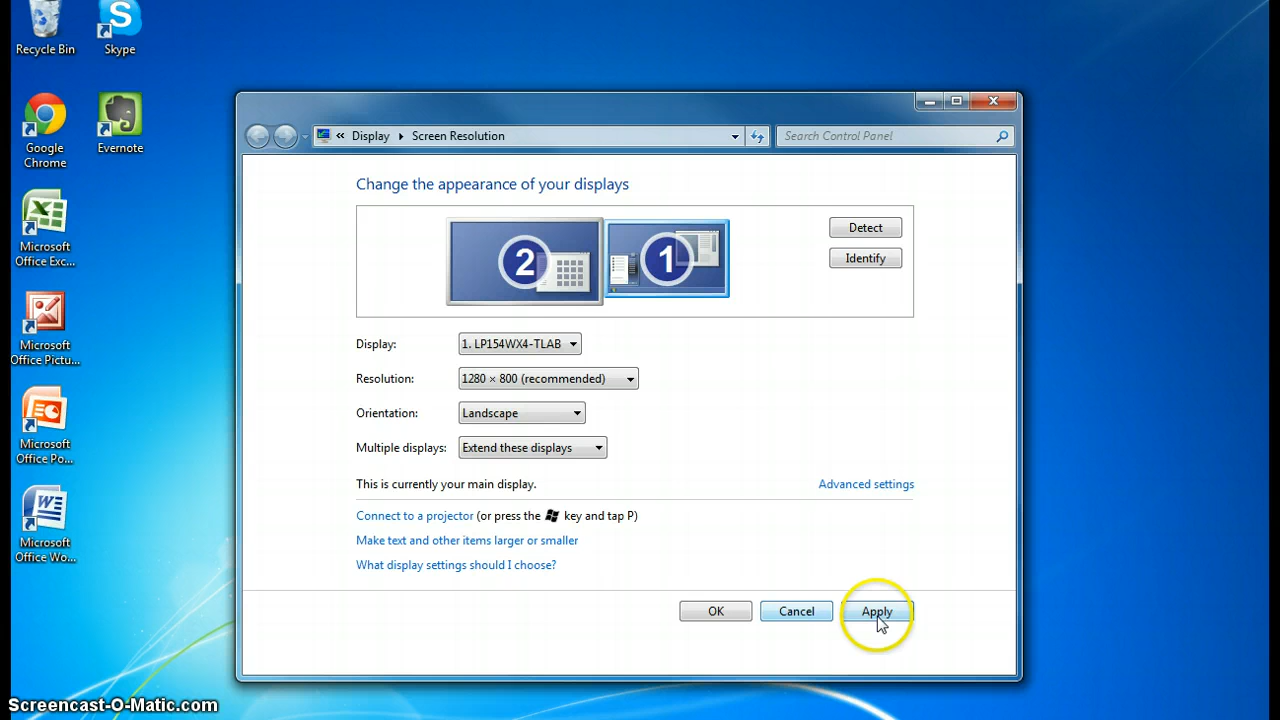 Recycle Bin
Skype
Google
Chrome
Evernote
Microsoft
Office Exc...
Microsoft
Office Pictu...
Microsoft
Office Po...
Microsoft
Office Wo...
« Display ▸ Screen Resolution
Search Control Panel
Change the appearance of your displays
2
1
Detect
Identify
Display: 1. LP154WX4-TLAB
Resolution: 1280 × 800 (recommended)
Orientation: Landscape
Multiple displays: Extend these displays
This is currently your main display. Advanced settings
Connect to a projector (or press the key and tap P)
Make text and other items larger or smaller
What display settings should I choose?
OK Cancel Apply
Screencast-O-Matic.com